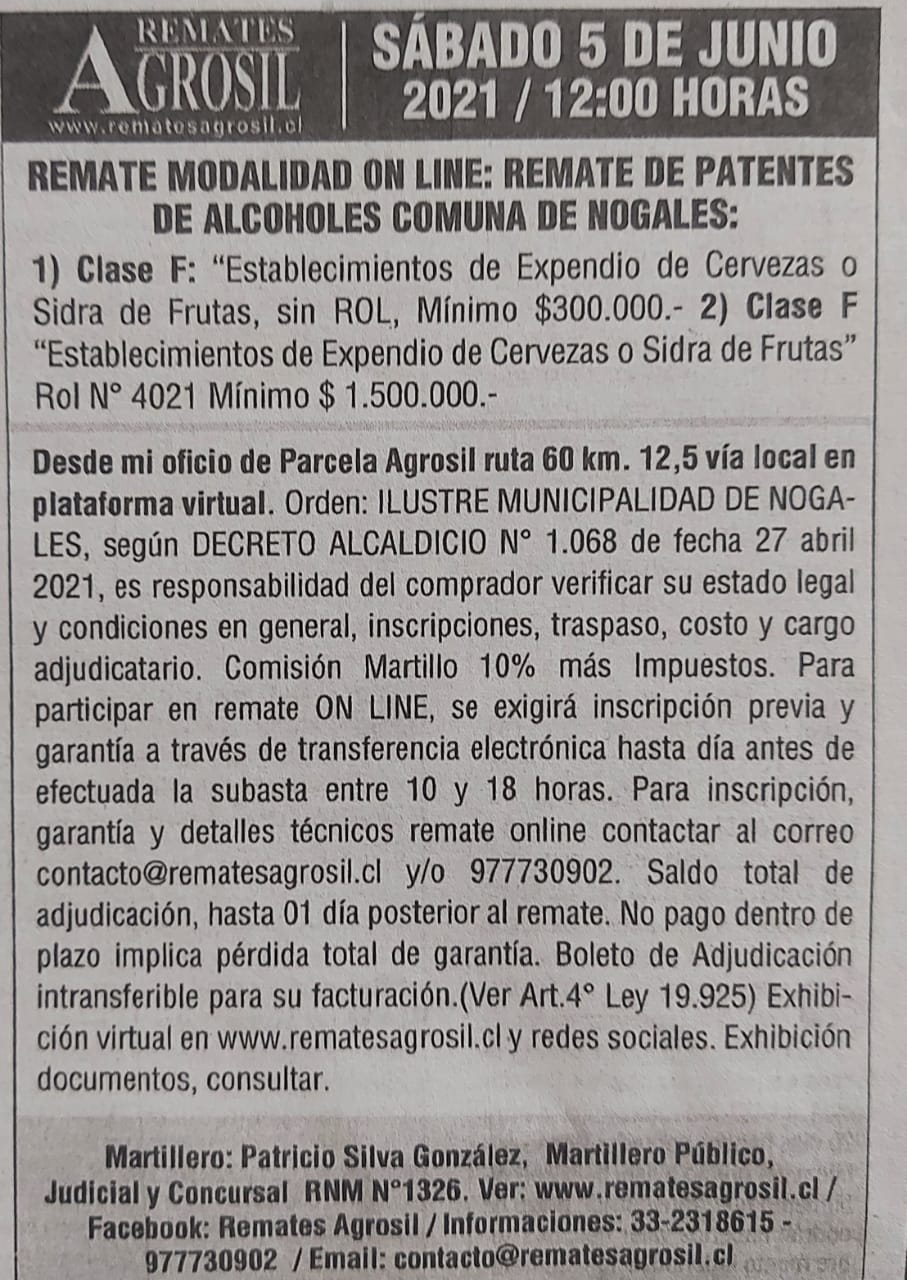 REMATES
AGROSIL
www.rematesagrosil.cl
SÁBADO 5 DE JUNIO
2021 / 12:00 HORAS
REMATE MODALIDAD ON LINE: REMATE DE PATENTES
DE ALCOHOLES COMUNA DE NOGALES:
1) Clase F: “Establecimientos de Expendio de Cervezas o
Sidra de Frutas, sin ROL, Mínimo $300.000.- 2) Clase F
“Establecimientos de Expendio de Cervezas o Sidra de Frutas”
Rol N° 4021 Mínimo $ 1.500.000.-
Desde mi oficio de Parcela Agrosil ruta 60 km. 12,5 vía local en
plataforma virtual. Orden: ILUSTRE MUNICIPALIDAD DE NOGA-
LES, según DECRETO ALCALDICIO N° 1.068 de fecha 27 abril
2021, es responsabilidad del comprador verificar su estado legal
y condiciones en general, inscripciones, traspaso, costo y cargo
adjudicatario. Comisión Martillo 10% más Impuestos. Para
participar en remate ON LINE, se exigirá inscripción previa y
garantía a través de transferencia electrónica hasta día antes de
efectuada la subasta entre 10 y 18 horas. Para inscripción,
garantía y detalles técnicos remate online contactar al correo
contacto@rematesagrosil.cl y/o 977730902. Saldo total de
adjudicación, hasta 01 día posterior al remate. No pago dentro de
plazo implica pérdida total de garantía. Boleto de Adjudicación
intransferible para su facturación.(Ver Art.4° Ley 19.925) Exhibi-
ción virtual en www.rematesagrosil.cl y redes sociales. Exhibición
documentos, consultar.
Martillero: Patricio Silva González, Martillero Público,
Judicial y Concursal RNM N°1326. Ver: www.rematesagrosil.cl /
Facebook: Remates Agrosil / Informaciones: 33-2318615 -
977730902 / Email: contacto@rematesagrosil.cl